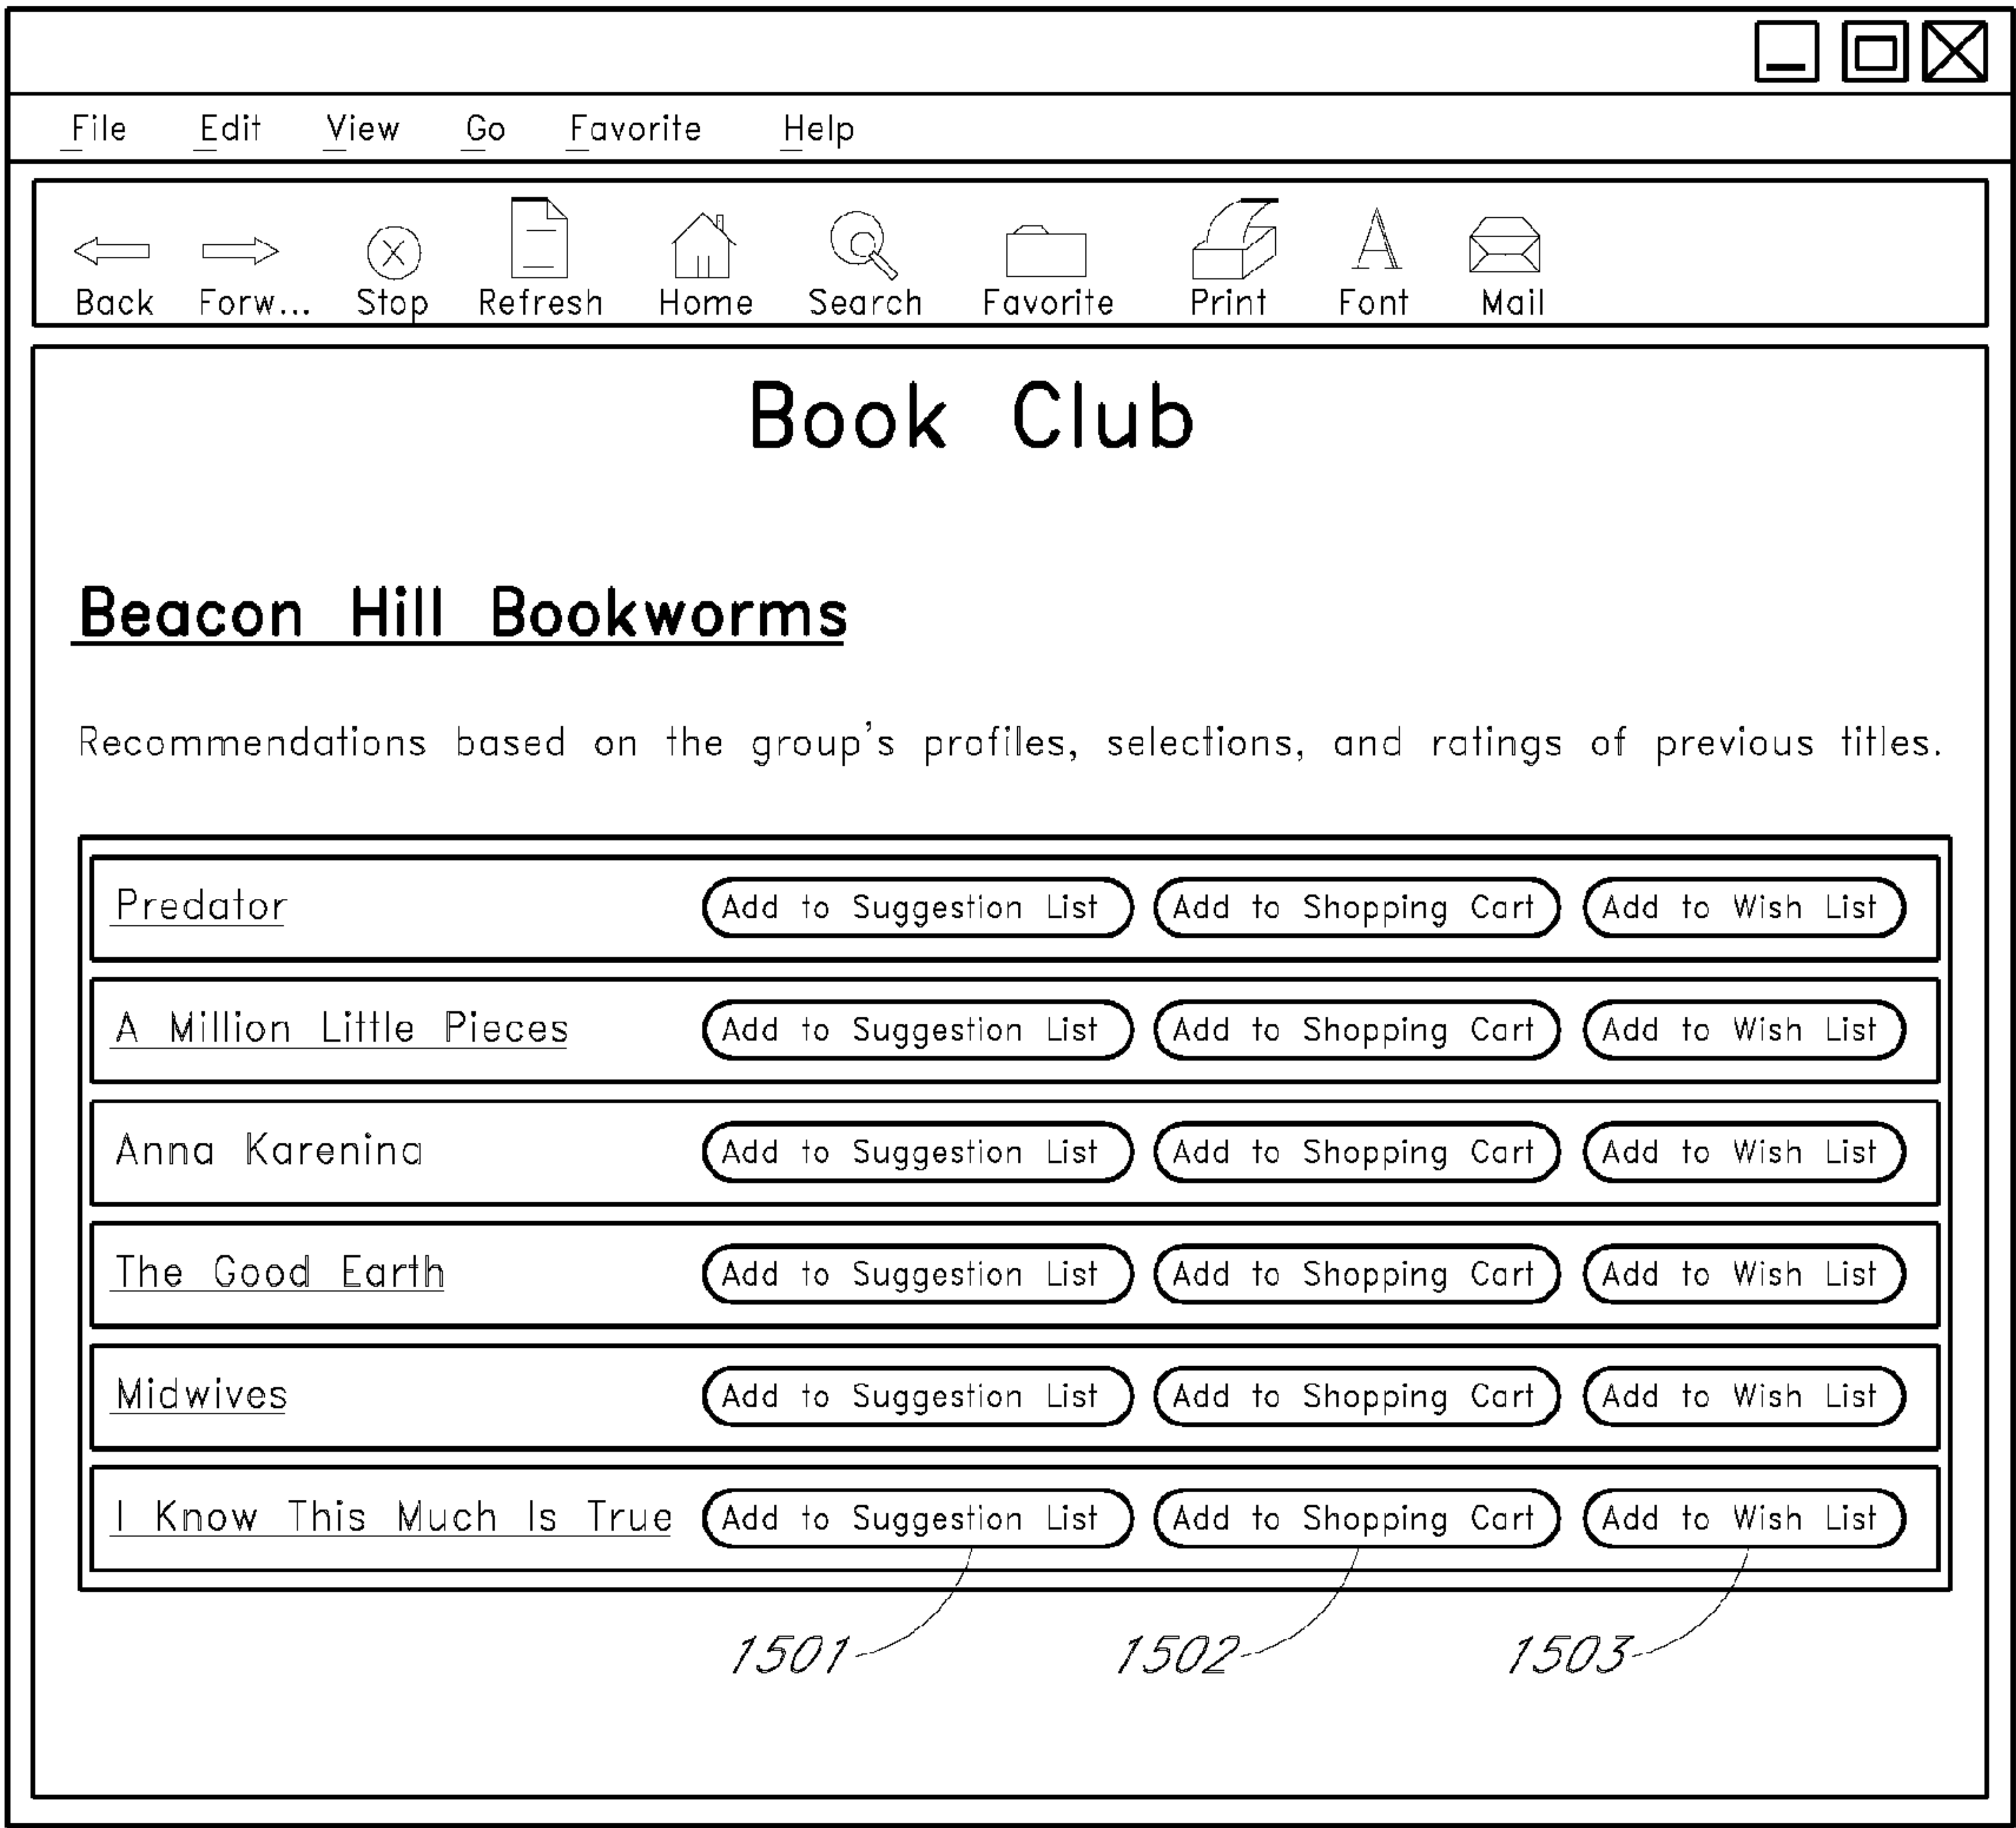 File Edit View Go Favorite Help
Back Forw... Stop Refresh Home Search Favorite Print Font Mail
Book Club
Beacon Hill Bookworms
Recommendations based on the group's profiles, selections, and ratings of previous titles.
Predator Add to Suggestion List Add to Shopping Cart Add to Wish List
A Million Little Pieces Add to Suggestion List Add to Shopping Cart Add to Wish List
Anna Karenina Add to Suggestion List Add to Shopping Cart Add to Wish List
The Good Earth Add to Suggestion List Add to Shopping Cart Add to Wish List
Midwives Add to Suggestion List Add to Shopping Cart Add to Wish List
I Know This Much Is True Add to Suggestion List Add to Shopping Cart Add to Wish List
1501 1502 1503